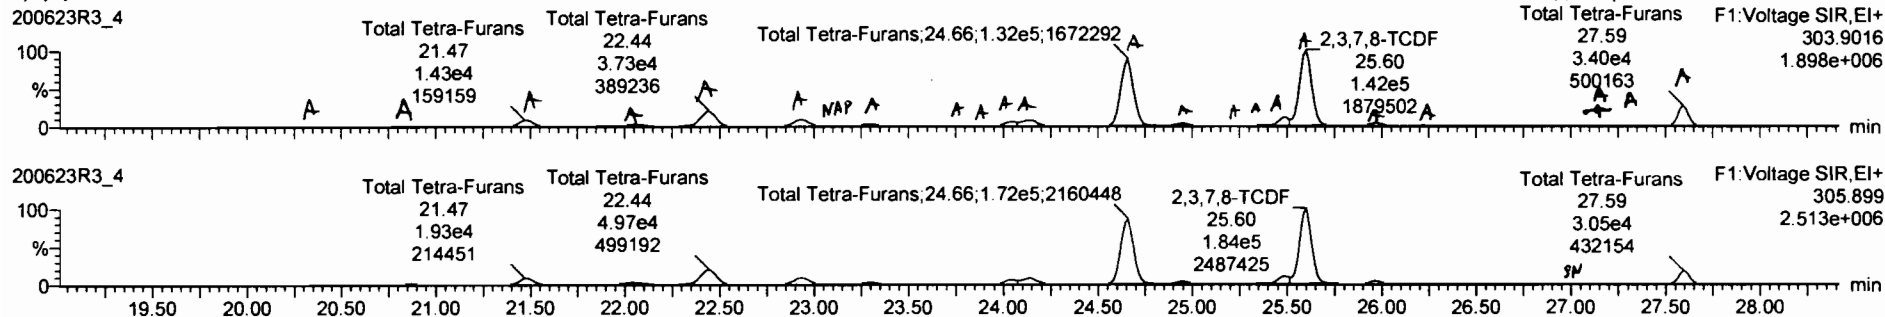 200623R3_4
Total Tetra-Furans
21.47
1.43e4
159159
Total Tetra-Furans
22.44
3.73e4
389236
Total Tetra-Furans;24.66;1.32e5;1672292
2,3,7,8-TCDF
25.60
1.42e5
1879502
Total Tetra-Furans
27.59
3.40e4
500163
F1:Voltage SIR,EI+
303.9016
1.898e+006
100
%
0
A A A A A A NAP A A A A A A A A A A A A A A A A A
min
200623R3_4
Total Tetra-Furans
21.47
1.93e4
214451
Total Tetra-Furans
22.44
4.97e4
499192
Total Tetra-Furans;24.66;1.72e5;2160448
2,3,7,8-TCDF
25.60
1.84e5
2487425
Total Tetra-Furans
27.59
3.05e4
432154
F1:Voltage SIR,EI+
305.899
2.513e+006
100
%
0
SN
min
19.50 20.00 20.50 21.00 21.50 22.00 22.50 23.00 23.50 24.00 24.50 25.00 25.50 26.00 26.50 27.00 27.50 28.00